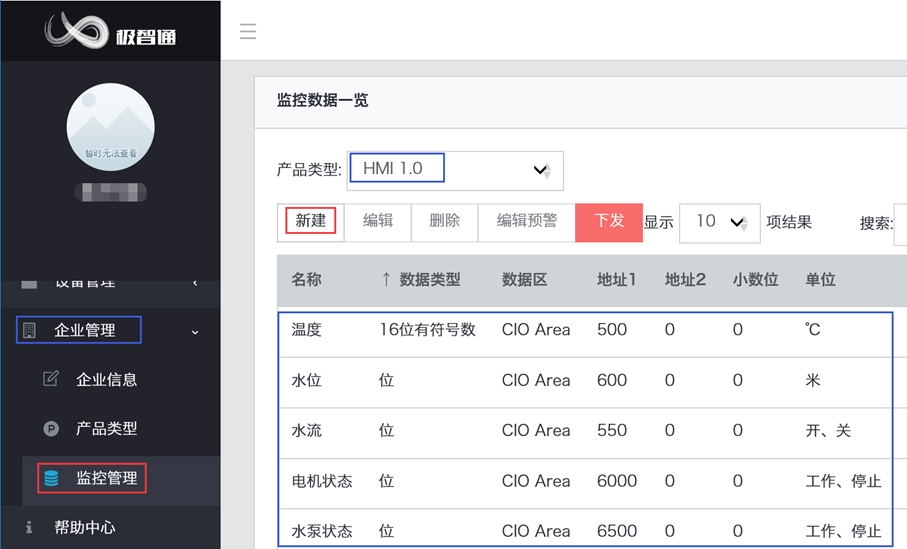 极智通
暂时无法查看
设备管理
企业管理
企业信息
产品类型
监控管理
帮助中心
监控数据一览
产品类型: HMI 1.0
新建 编辑 删除 编辑预警 下发 显示 10 项结果 搜索:
名称 ↑ 数据类型 数据区 地址1 地址2 小数位 单位
温度 16位有符号数 CIO Area 500 0 0 ℃
水位 位 CIO Area 600 0 0 米
水流 位 CIO Area 550 0 0 开、关
电机状态 位 CIO Area 6000 0 0 工作、停止
水泵状态 位 CIO Area 6500 0 0 工作、停止